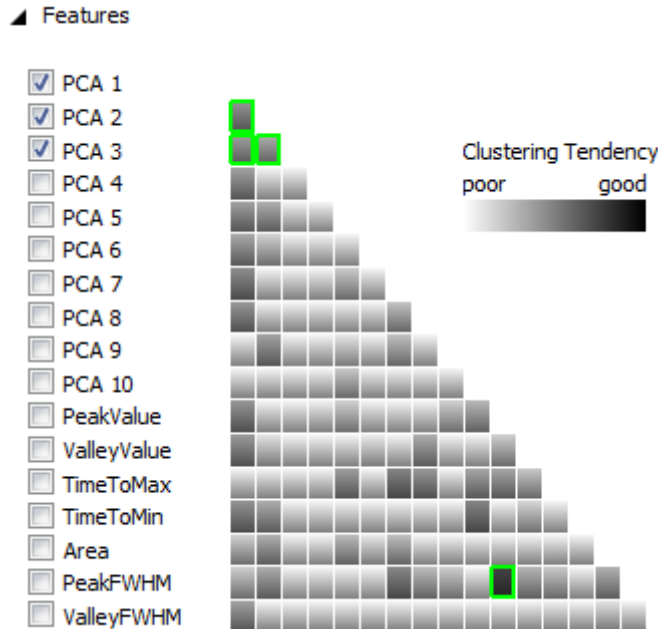 Features
PCA 1
PCA 2
PCA 3
PCA 4
PCA 5
PCA 6
PCA 7
PCA 8
PCA 9
PCA 10
PeakValue
ValleyValue
TimeToMax
TimeToMin
Area
PeakFWHM
ValleyFWHM
Clustering Tendency
poor good